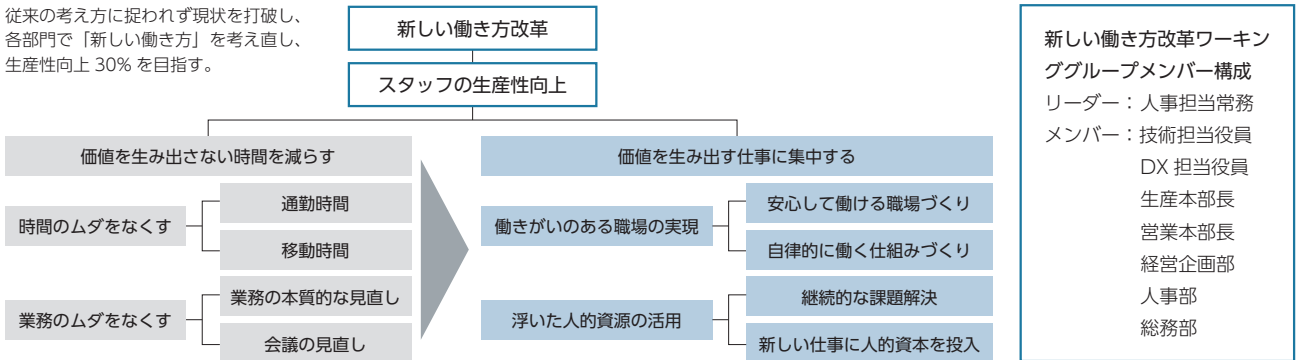 従来の考え方に捉われず現状を打破し、
各部門で「新しい働き方」を考え直し、
生産性向上 30% を目指す。
新しい働き方改革
スタッフの生産性向上
価値を生み出さない時間を減らす
時間のムダをなくす
通勤時間
移動時間
業務のムダをなくす
業務の本質的な見直し
会議の見直し
価値を生み出す仕事に集中する
働きがいのある職場の実現
安心して働ける職場づくり
自律的に働く仕組みづくり
浮いた人的資源の活用
継続的な課題解決
新しい仕事に人的資本を投入
新しい働き方改革ワーキン
ググループメンバー構成
リーダー：人事担当常務
メンバー：技術担当役員
DX 担当役員
生産本部長
営業本部長
経営企画部
人事部
総務部